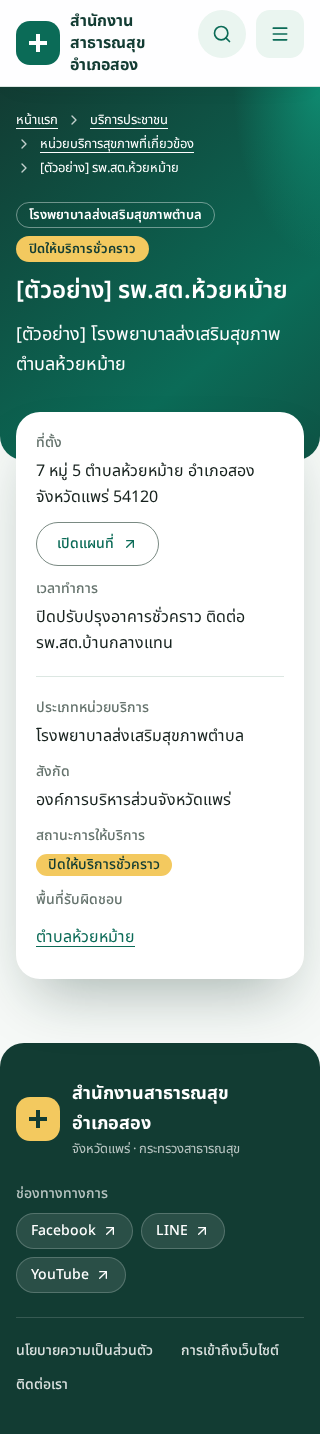 สำนักงาน
สาธารณสุข
อำเภอสอง
หน้าแรก
บริการประชาชน
หน่วยบริการสุขภาพที่เกี่ยวข้อง
[ตัวอย่าง] รพ.สต.ห้วยหม้าย
โรงพยาบาลส่งเสริมสุขภาพตำบล
ปิดให้บริการชั่วคราว
[ตัวอย่าง] รพ.สต.ห้วยหม้าย
[ตัวอย่าง] โรงพยาบาลส่งเสริมสุขภาพ
ตำบลห้วยหม้าย
ที่ตั้ง
7 หมู่ 5 ตำบลห้วยหม้าย อำเภอสอง
จังหวัดแพร่ 54120
เปิดแผนที่
เวลาทำการ
ปิดปรับปรุงอาคารชั่วคราว ติดต่อ
รพ.สต.บ้านกลางแทน
ประเภทหน่วยบริการ
โรงพยาบาลส่งเสริมสุขภาพตำบล
สังกัด
องค์การบริหารส่วนจังหวัดแพร่
สถานะการให้บริการ
ปิดให้บริการชั่วคราว
พื้นที่รับผิดชอบ
ตำบลห้วยหม้าย
สำนักงานสาธารณสุข
อำเภอสอง
จังหวัดแพร่ · กระทรวงสาธารณสุข
ช่องทางทางการ
Facebook
LINE
YouTube
นโยบายความเป็นส่วนตัว
การเข้าถึงเว็บไซต์
ติดต่อเรา